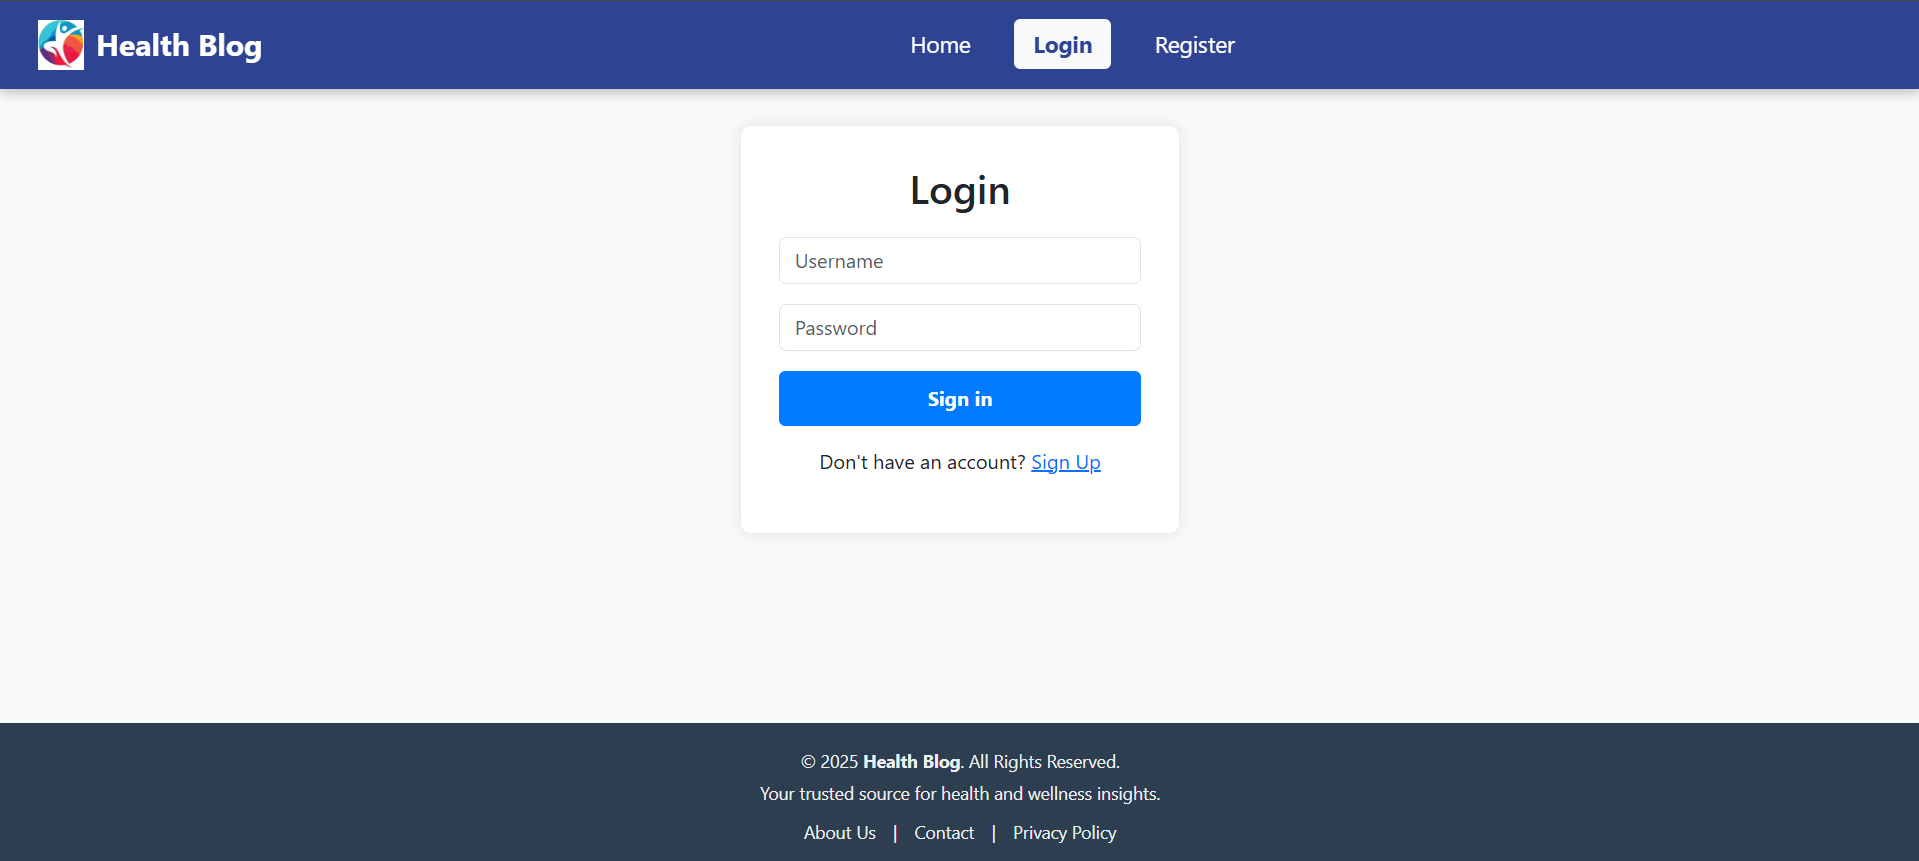 Health Blog
Home Login Register
Login
Username
Password
Sign in
Don't have an account? Sign Up
© 2025 Health Blog. All Rights Reserved.
Your trusted source for health and wellness insights.
About Us | Contact | Privacy Policy